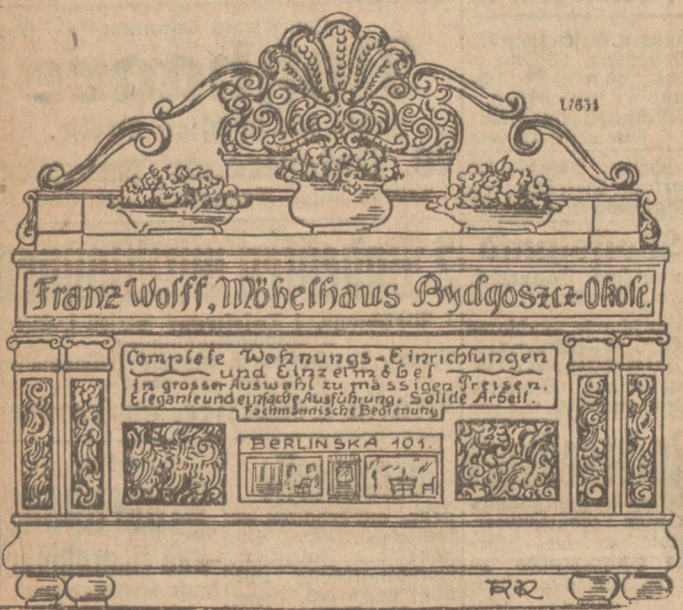 17634
Franz Wolff, Möbelhaus Bydgoszcz-Okole.
Complete Wohnungs-Einrichtungen
und Einzelmöbel
in grosser Auswahl zu mässigen Preisen.
Elegante und einfache Ausführung. Solide Arbeit.
Fachmännische Bedienung
BERLINSKA 101.